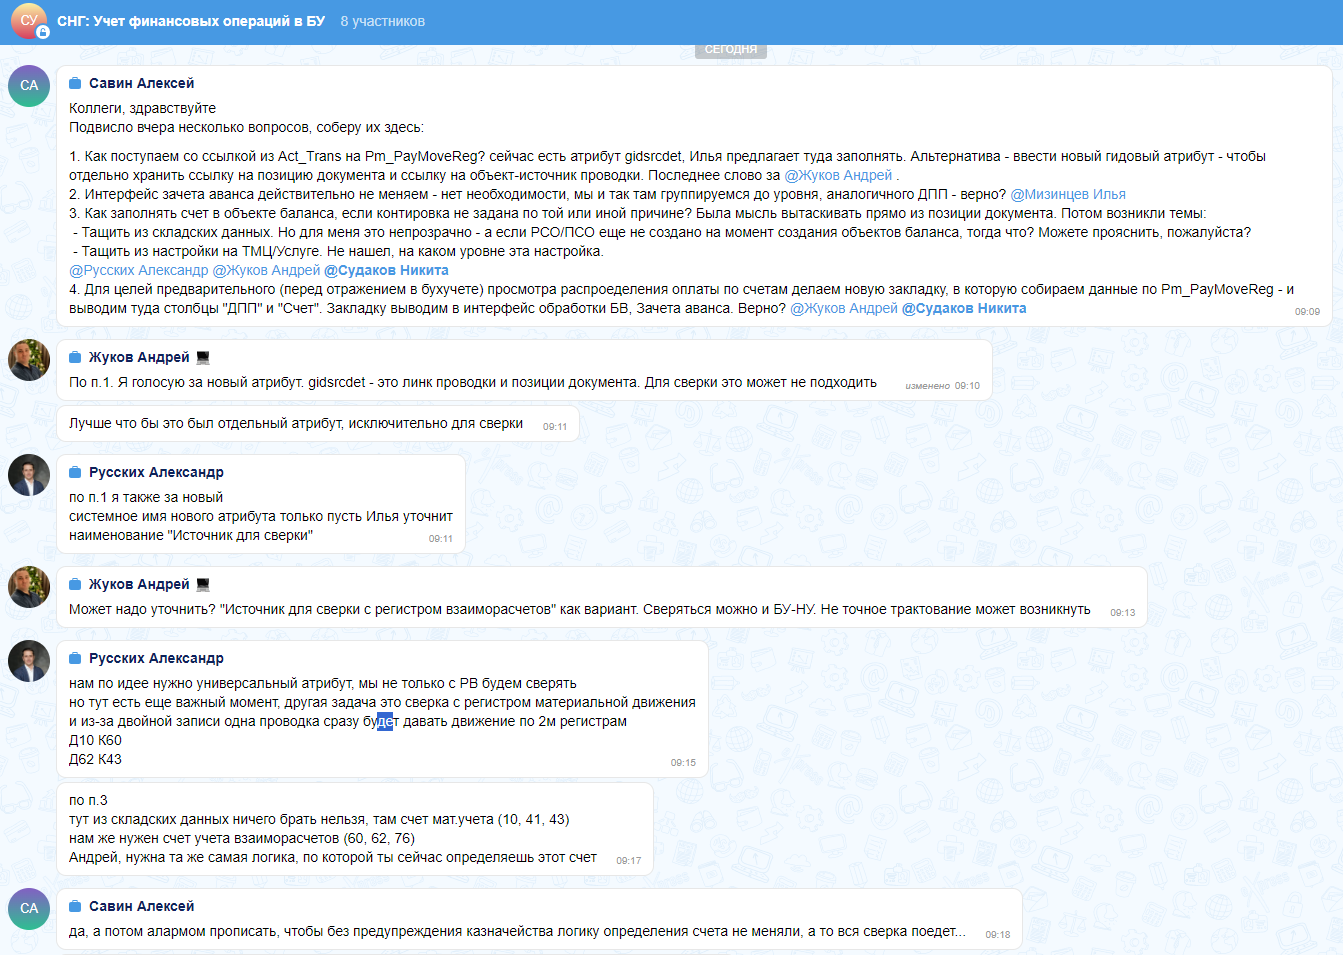 СУ
СНГ: Учет финансовых операций в БУ 8 участников
СЕГОДНЯ
СА
Савин Алексей
Коллеги, здравствуйте
Подвисло вчера несколько вопросов, соберу их здесь:
1. Как поступаем со ссылкой из Act_Trans на Pm_PayMoveReg? сейчас есть атрибут gidsrcdet, Илья предлагает туда заполнять. Альтернатива - ввести новый гидовый атрибут - чтобы
отдельно хранить ссылку на позицию документа и ссылку на объект-источник проводки. Последнее слово за @Жуков Андрей .
2. Интерфейс зачета аванса действительно не меняем - нет необходимости, мы и так там группируемся до уровня, аналогичного ДПП - верно? @Мизинцев Илья
3. Как заполнять счет в объекте баланса, если контировка не задана по той или иной причине? Была мысль вытаскивать прямо из позиции документа. Потом возникли темы:
- Тащить из складских данных. Но для меня это непрозрачно - а если РСО/ПСО еще не создано на момент создания объектов баланса, тогда что? Можете прояснить, пожалуйста?
- Тащить из настройки на ТМЦ/Услуге. Не нашел, на каком уровне эта настройка.
@Русских Александр @Жуков Андрей @Судаков Никита
4. Для целей предварительного (перед отражением в бухучете) просмотра распроеделения оплаты по счетам делаем новую закладку, в которую собираем данные по Pm_PayMoveReg - и
выводим туда столбцы "ДПП" и "Счет". Закладку выводим в интерфейс обработки БВ, Зачета аванса. Верно? @Жуков Андрей @Судаков Никита
09:09
Жуков Андрей
По п.1. Я голосую за новый атрибут. gidsrcdet - это линк проводки и позиции документа. Для сверки это может не подходить
изменено 09:10
Лучше что бы это был отдельный атрибут, исключительно для сверки
09:11
Русских Александр
по п.1 я также за новый
системное имя нового атрибута только пусть Илья уточнит
наименование "Источник для сверки"
09:11
Жуков Андрей
Может надо уточнить? "Источник для сверки с регистром взаиморасчетов" как вариант. Сверяться можно и БУ-НУ. Не точное трактование может возникнуть
09:13
Русских Александр
нам по идее нужно универсальный атрибут, мы не только с РВ будем сверять
но тут есть еще важный момент, другая задача это сверка с регистром материальной движения
и из-за двойной записи одна проводка сразу будет давать движение по 2м регистрам
Д10 К60
Д62 К43
09:15
по п.3
тут из складских данных ничего брать нельзя, там счет мат.учета (10, 41, 43)
нам же нужен счет учета взаиморасчетов (60, 62, 76)
Андрей, нужна та же самая логика, по которой ты сейчас определяешь этот счет
09:17
СА
Савин Алексей
да, а потом алармом прописать, чтобы без предупреждения казначейства логику определения счета не меняли, а то вся сверка поедет...
09:18